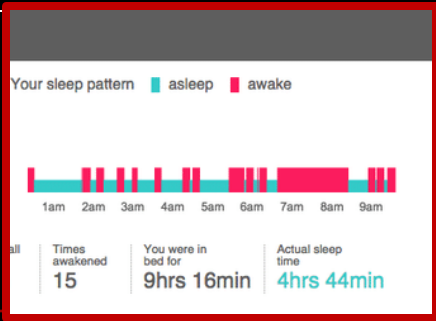 Your sleep pattern asleep awake
1am 2am 3am 4am 5am 6am 7am 8am 9am
all
Times
awakened
15
You were in
bed for
9hrs 16min
Actual sleep
time
4hrs 44min